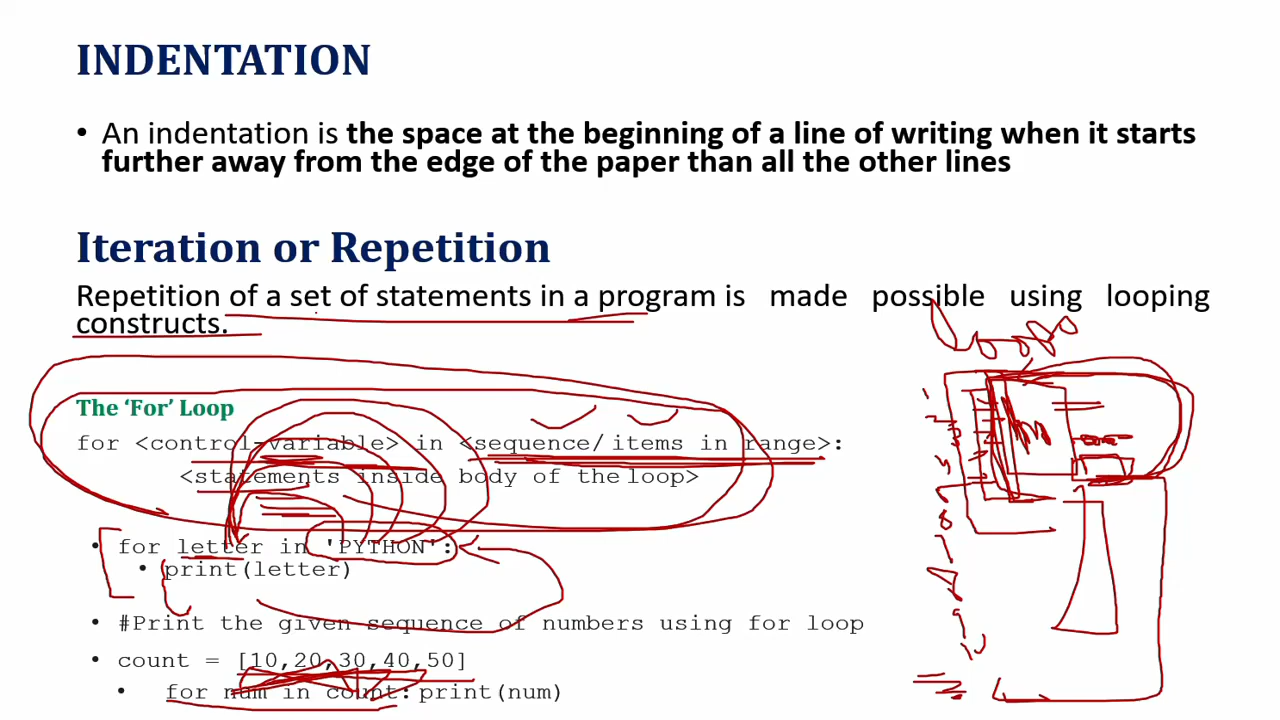 INDENTATION
• An indentation is the space at the beginning of a line of writing when it starts
further away from the edge of the paper than all the other lines
Iteration or Repetition
Repetition of a set of statements in a program is made possible using looping
constructs.
The ‘For’ Loop
for <control-variable> in <sequence/items in range>:
<statements inside body of the loop>
• for letter in 'PYTHON':
• print(letter)
• #Print the given sequence of numbers using for loop
• count = [10,20,30,40,50]
• for num in count: print(num)